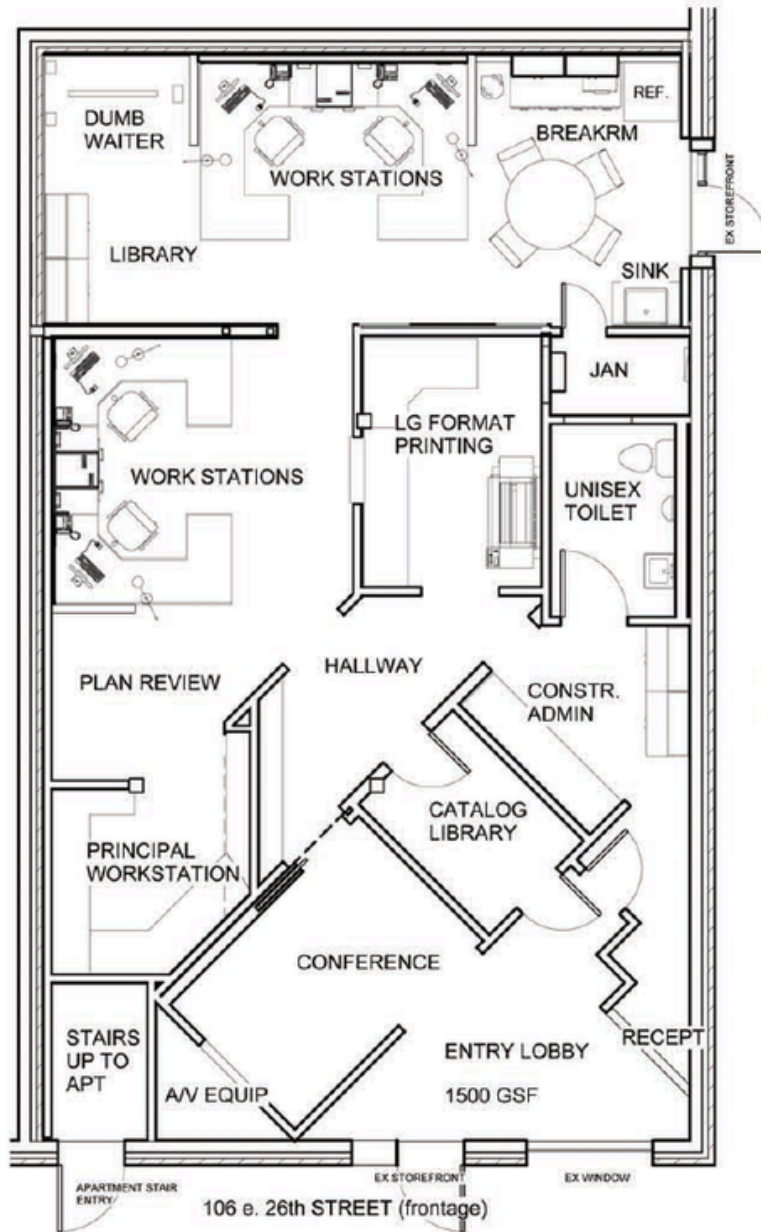 DUMB
WAITER
REF.
BREAKRM
WORK STATIONS
EX STOREFRONT
LIBRARY
SINK
JAN
LG FORMAT
PRINTING
WORK STATIONS
UNISEX
TOILET
HALLWAY
PLAN REVIEW
CONSTR.
ADMIN
CATALOG
LIBRARY
PRINCIPAL
WORKSTATION
CONFERENCE
STAIRS
UP TO
APT
RECEPT
ENTRY LOBBY
A/V EQUIP
1500 GSF
APARTMENT STAIR
ENTRY
EX STOREFRONT
EX WINDOW
106 e. 26th STREET (frontage)